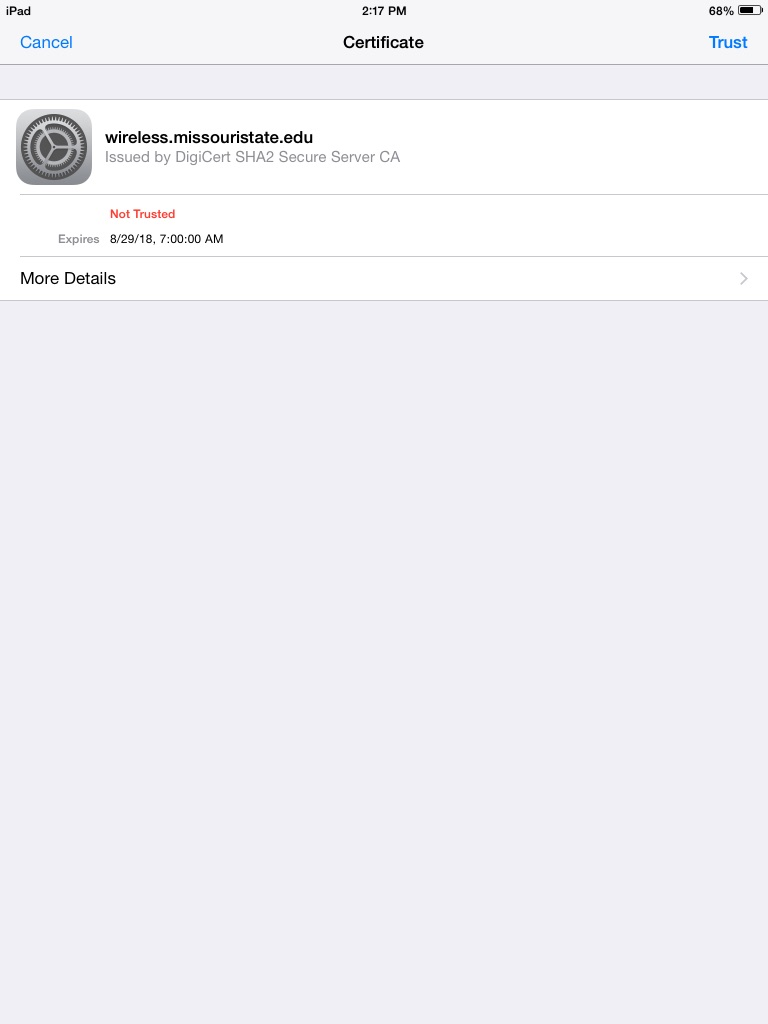 iPad 2:17 PM 68%
Cancel Certificate Trust
wireless.missouristate.edu
Issued by DigiCert SHA2 Secure Server CA
Not Trusted
Expires 8/29/18, 7:00:00 AM
More Details